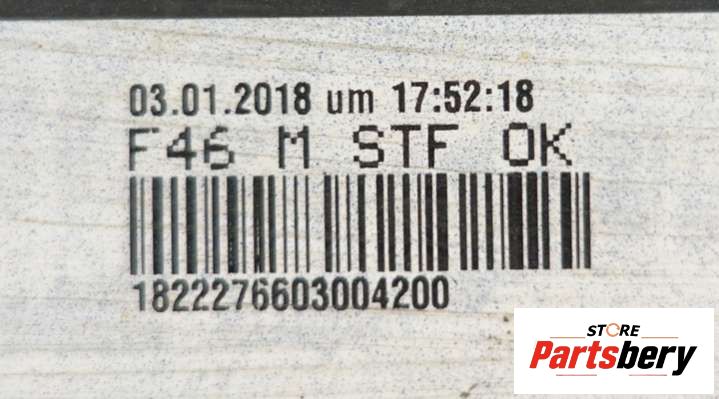 03.01.2018 um 17:52:18
F46 M STF OK
1822276603004200
STORE
Partsbery